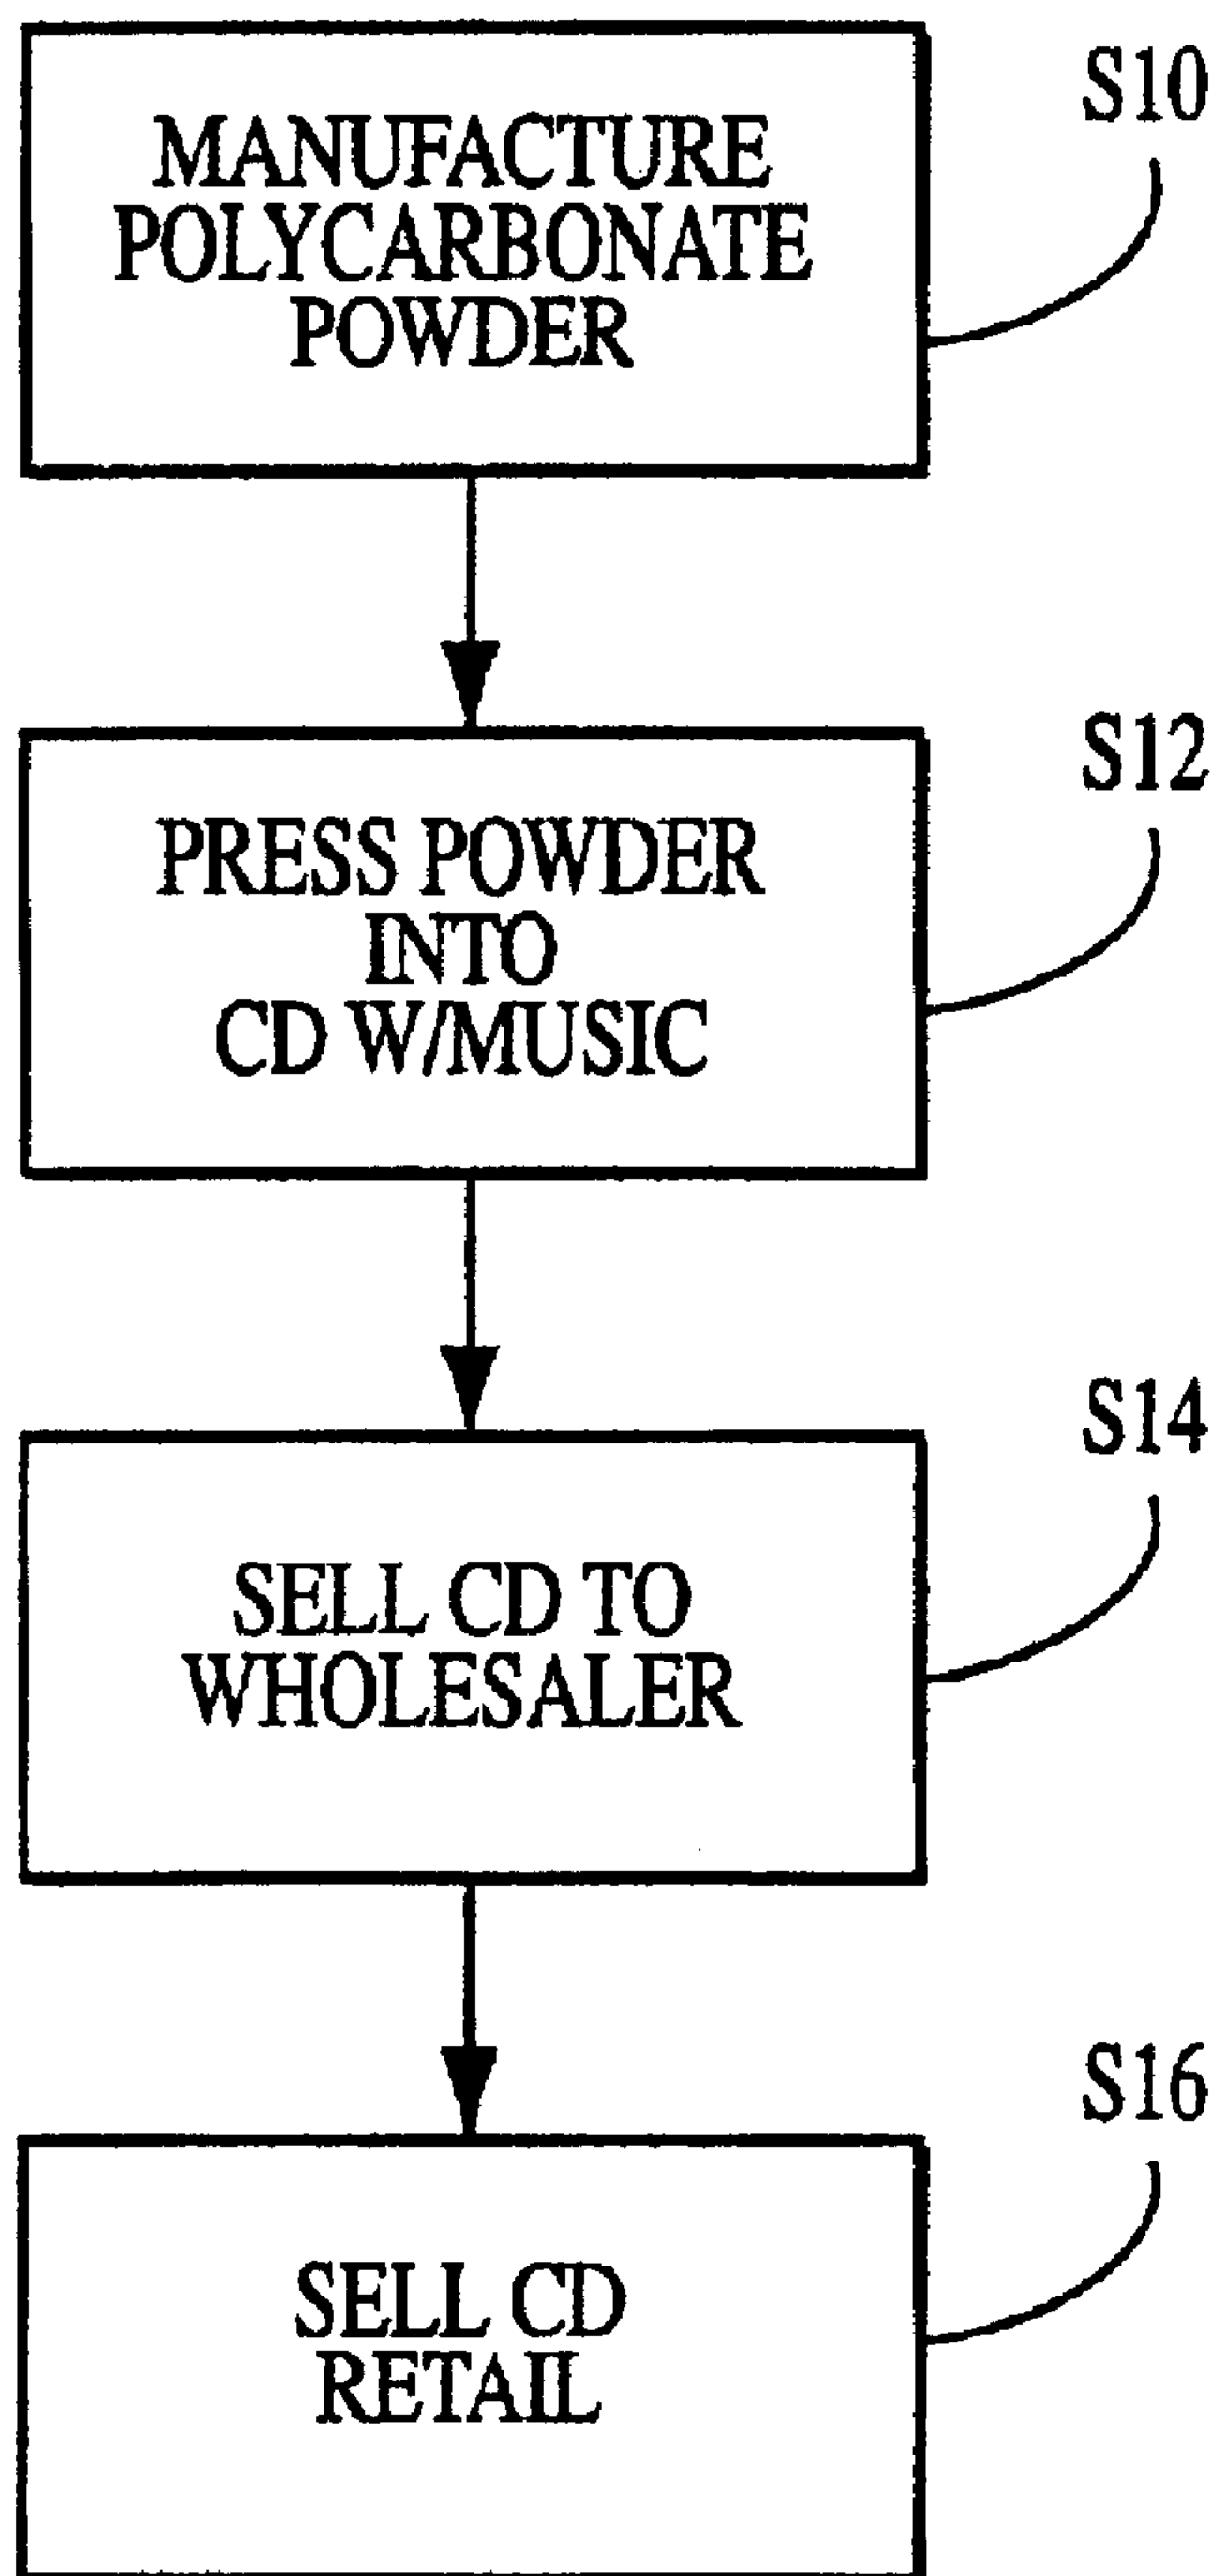 S10
MANUFACTURE
POLYCARBONATE
POWDER
S12
PRESS POWDER
INTO
CD W/MUSIC
S14
SELL CD TO
WHOLESALER
S16
SELL CD
RETAIL